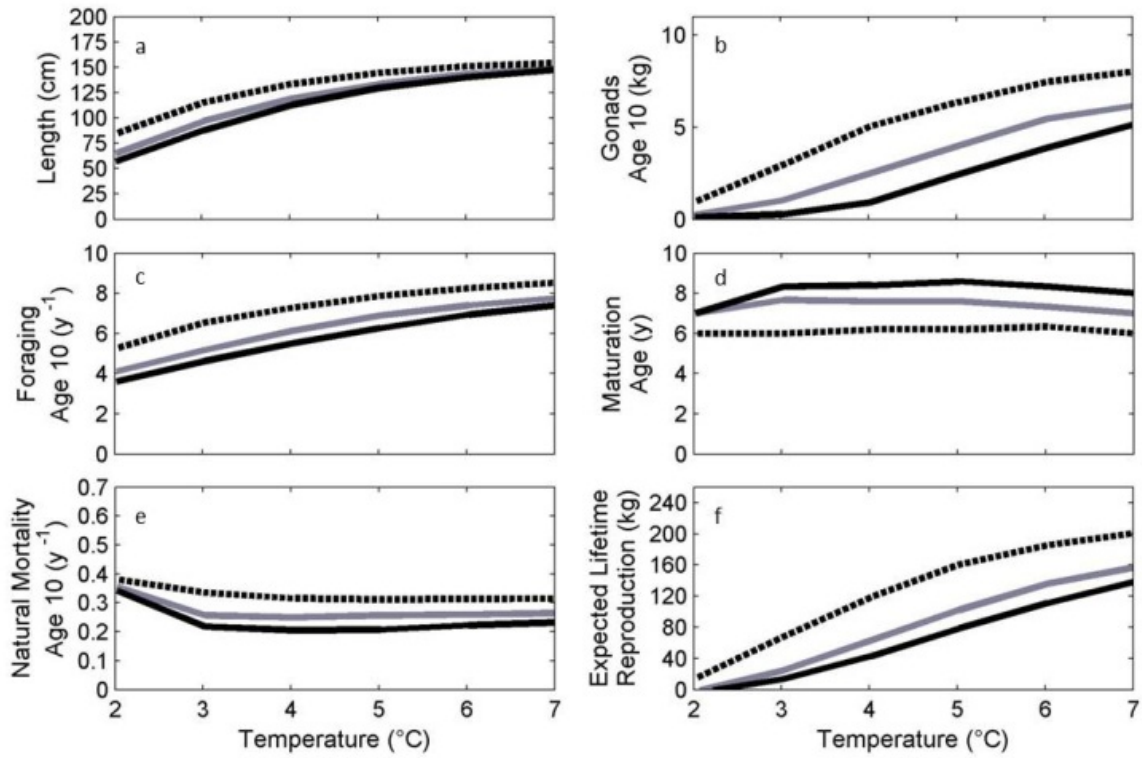 a
Length (cm)
200
175
150
125
100
75
50
25
0
b
Gonads
Age 10 (kg)
10
5
0
c
Foraging
Age 10 (y -1)
10
8
6
4
2
0
d
Maturation
Age (y)
10
8
6
4
2
0
e
Natural Mortality
Age 10 (y -1)
0.7
0.6
0.5
0.4
0.3
0.2
0.1
0
2 3 4 5 6 7
Temperature (°C)
f
Expected Lifetime
Reproduction (kg)
240
200
160
120
80
40
0
2 3 4 5 6 7
Temperature (°C)